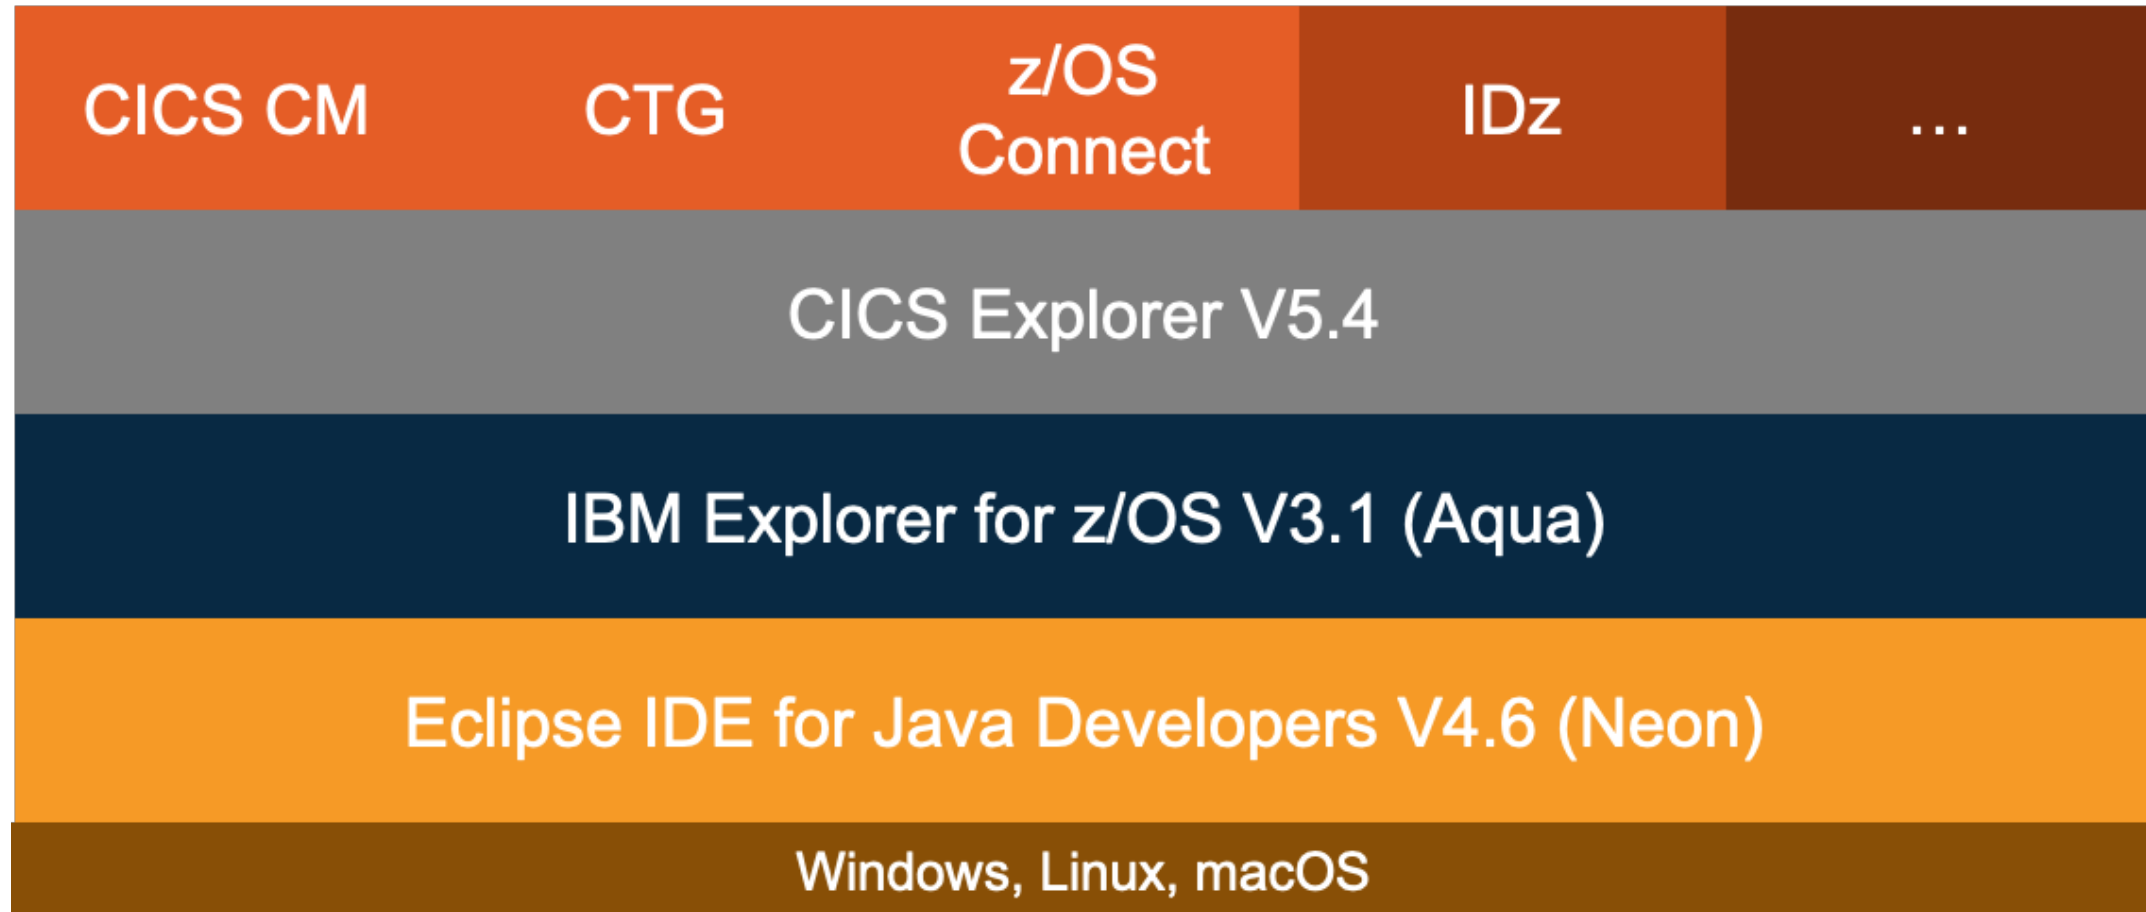 CICS CM
CTG
z/OS
Connect
IDz
...
CICS Explorer V5.4
IBM Explorer for z/OS V3.1 (Aqua)
Eclipse IDE for Java Developers V4.6 (Neon)
Windows, Linux, macOS